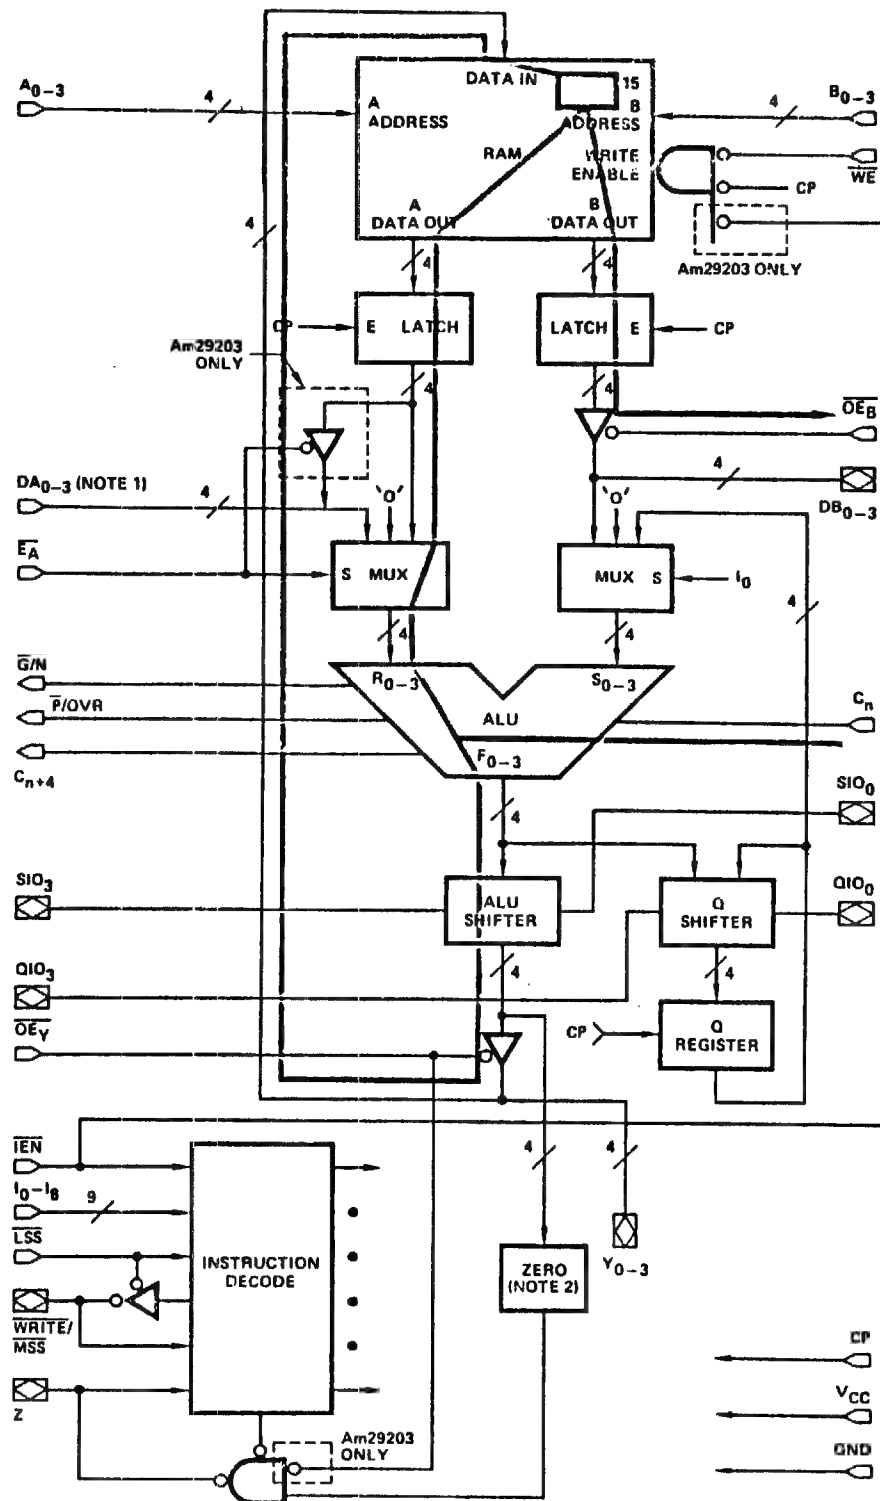 DATA IN
15
A0-3
4
A
ADDRESS
B
ADDRESS
4
B0-3
RAM
WRITE
ENABLE
WE
CP
A
DATA OUT
B
DATA OUT
4
Am29203 ONLY
4
4
CP
E LATCH
LATCH E
CP
Am29203
ONLY
4
4
OEB
DA0-3 (NOTE 1)
4
'0'
'0'
4
DB0-3
EA
S MUX
MUX S
I0
4
4
4
G/N
R0-3
S0-3
P/OVR
ALU
Cn
Cn+4
F0-3
SIO0
4
SIO3
ALU
SHIFTER
Q
SHIFTER
QIO0
QIO3
4
4
OEY
CP
Q
REGISTER
IEN
4
4
I0-I8
9
LSS
INSTRUCTION
DECODE
ZERO
(NOTE 2)
Y0-3
WRITE/
MSS
CP
Z
VCC
Am29203
ONLY
GND